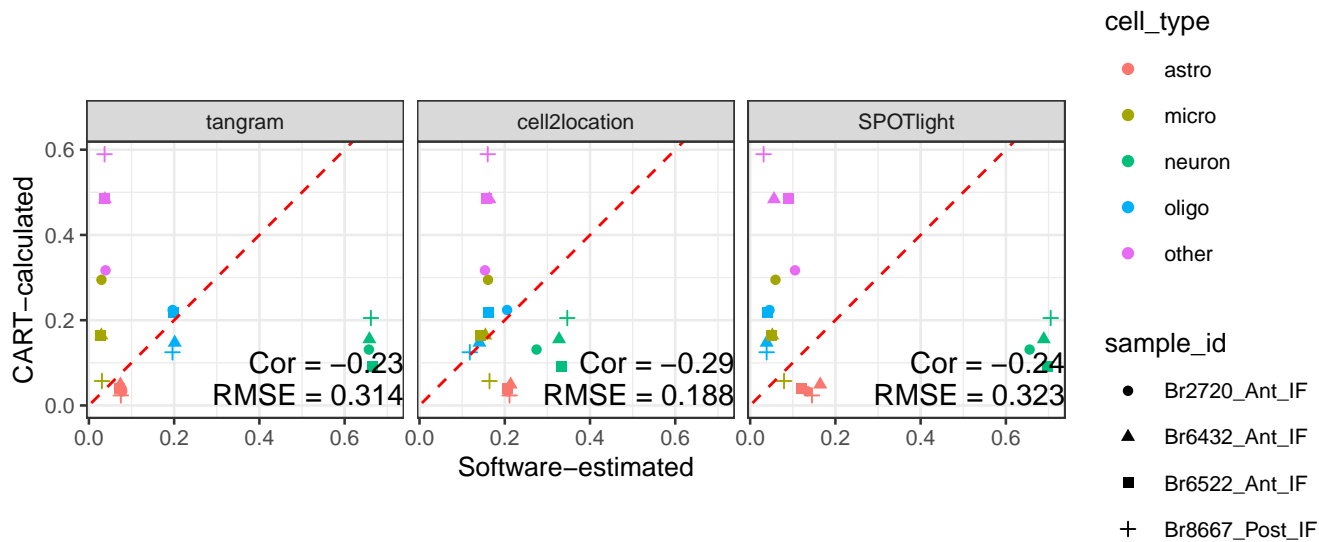 cell_type
astro
micro
neuron
oligo
other
sample_id
Br2720_Ant_IF
Br6432_Ant_IF
Br6522_Ant_IF
Br8667_Post_IF
tangram
cell2location
SPOTlight
CART−calculated
0.6
0.4
0.2
0.0
Cor = −0.23
RMSE = 0.314
Cor = −0.29
RMSE = 0.188
Cor = −0.24
RMSE = 0.323
0.0 0.2 0.4 0.6
0.0 0.2 0.4 0.6
0.0 0.2 0.4 0.6
Software−estimated